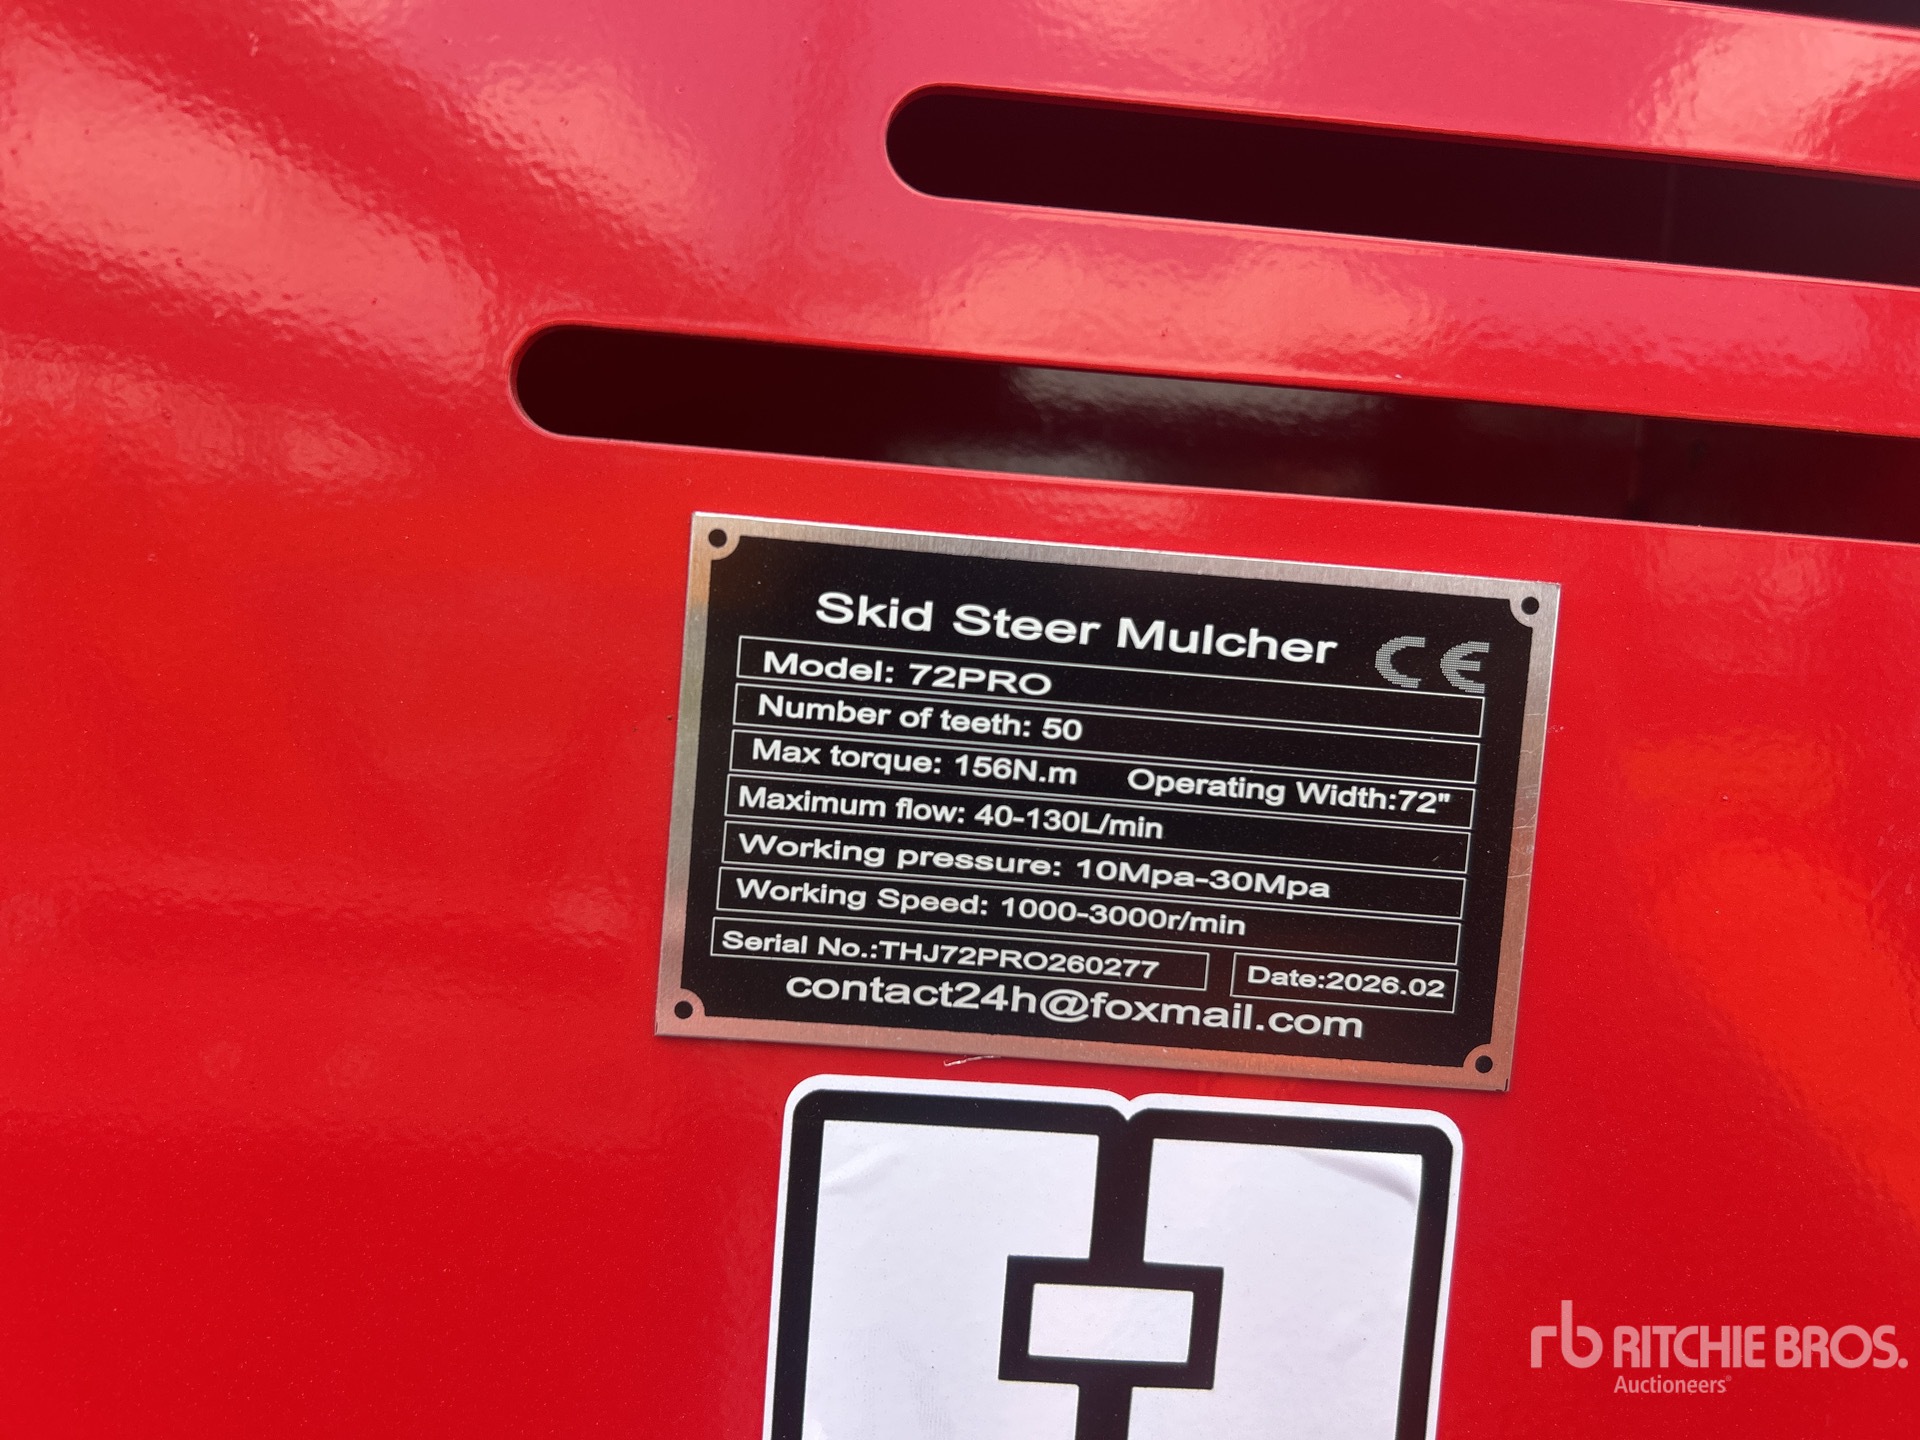 Skid Steer Mulcher CE
Model: 72PRO
Number of teeth: 50
Max torque: 156N.m Operating Width:72"
Maximum flow: 40-130L/min
Working pressure: 10Mpa-30Mpa
Working Speed: 1000-3000r/min
Serial No.:THJ72PRO260277 Date:2026.02
contact24h@foxmail.com
rb RITCHIE BROS.
Auctioneers